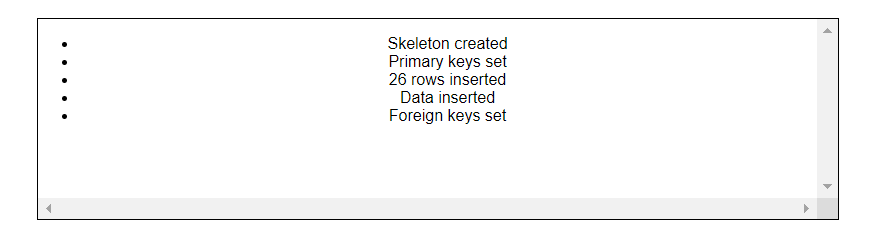 Skeleton created
Primary keys set
26 rows inserted
Data inserted
Foreign keys set